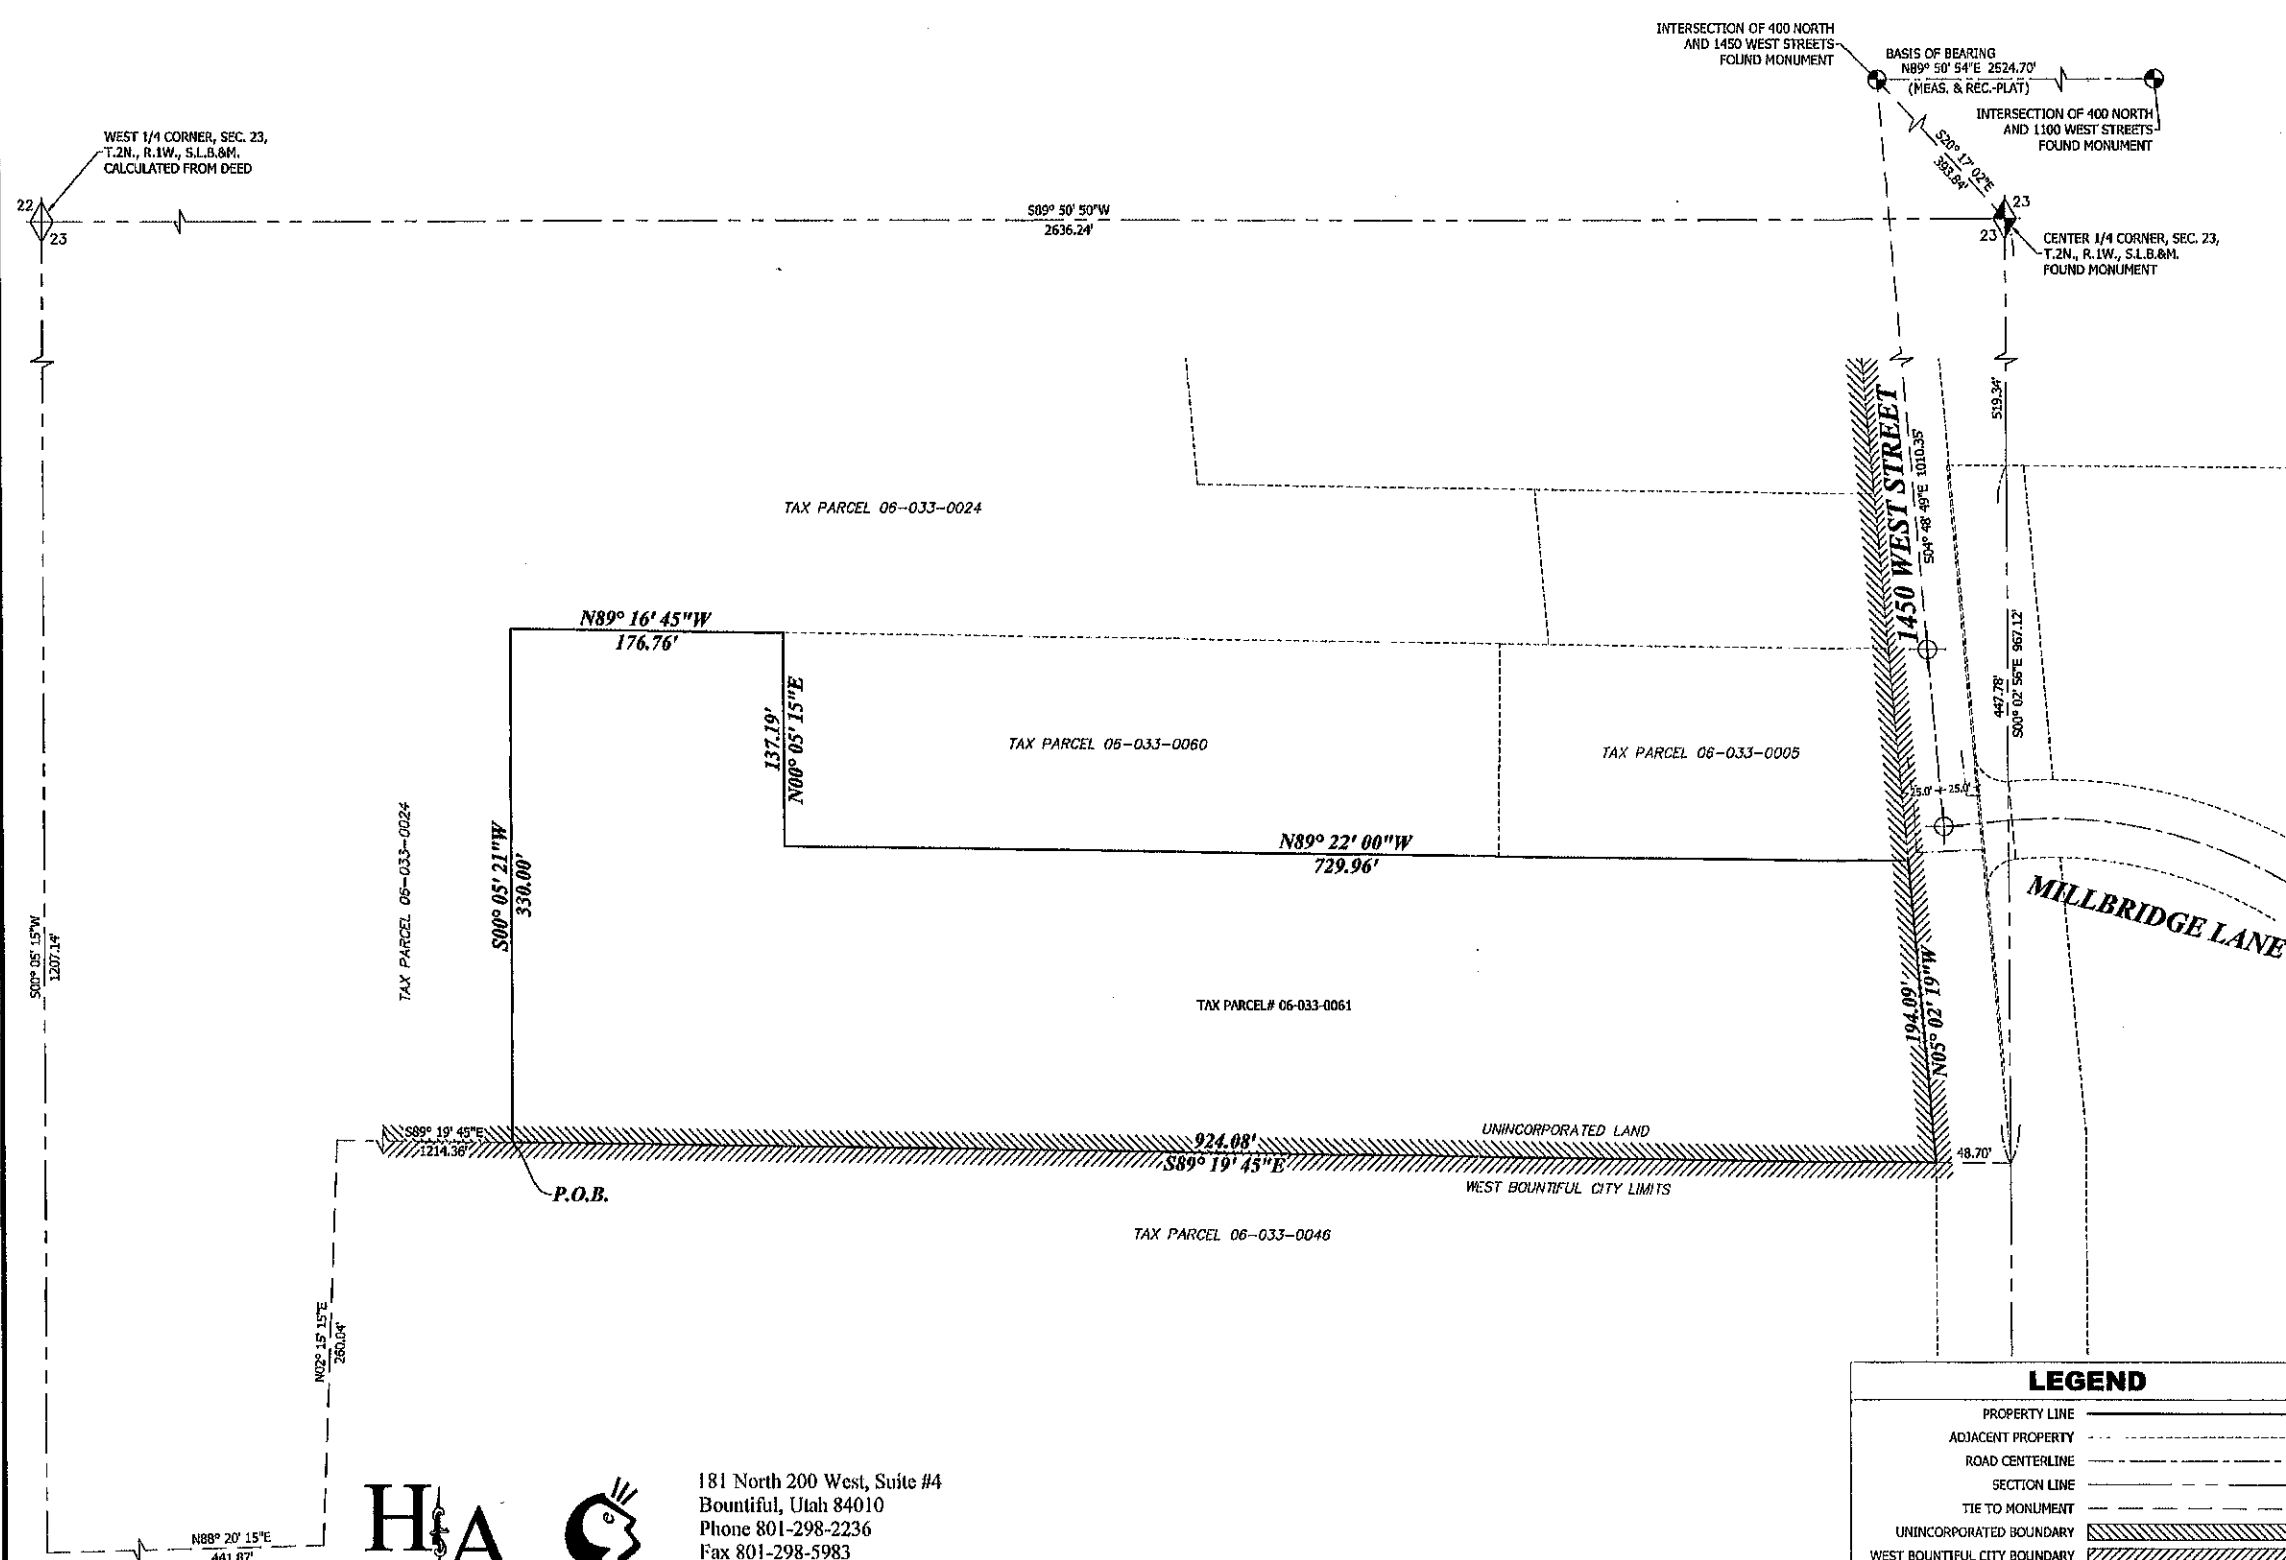 INTERSECTION OF 400 NORTH
AND 1450 WEST STREETS
FOUND MONUMENT
BASIS OF BEARING
N89° 50' 54"E 2524.70'
(MEAS. & REC.-PLAT)
INTERSECTION OF 400 NORTH
AND 1100 WEST STREETS
FOUND MONUMENT
S20° 17' 02"E
393.84'
WEST 1/4 CORNER, SEC. 23,
T.2N., R.1W., S.L.B.&M.
CALCULATED FROM DEED
22
23
S89° 50' 50"W
2636.24'
23
23
CENTER 1/4 CORNER, SEC. 23,
T.2N., R.1W., S.L.B.&M.
FOUND MONUMENT
519.34'
1450 WEST STREET
S04° 48' 49"E 1010.35'
TAX PARCEL 06-033-0024
N89° 16' 45"W
176.76'
447.78'
S00° 02' 56"E 967.12'
137.19'
N00° 05' 15"E
TAX PARCEL 06-033-0060
TAX PARCEL 06-033-0005
25.0'
25.0'
N89° 22' 00"W
729.96'
TAX PARCEL 06-033-0024
S00° 05' 21"W
330.00'
MILLBRIDGE LANE
S00° 05' 15"W
1207.14'
TAX PARCEL# 06-033-0061
194.09'
N05° 02' 19"W
S89° 19' 45"E
1214.36'
924.08'
S89° 19' 45"E
UNINCORPORATED LAND
48.70'
P.O.B.
WEST BOUNTIFUL CITY LIMITS
TAX PARCEL 06-033-0046
N02° 15' 15"E
260.04'
N88° 20' 15"E
441.87'
H&A
181 North 200 West, Suite #4
Bountiful, Utah 84010
Phone 801-298-2236
Fax 801-298-5983
LEGEND
PROPERTY LINE
ADJACENT PROPERTY
ROAD CENTERLINE
SECTION LINE
TIE TO MONUMENT
UNINCORPORATED BOUNDARY
WEST BOUNTIFUL CITY BOUNDARY